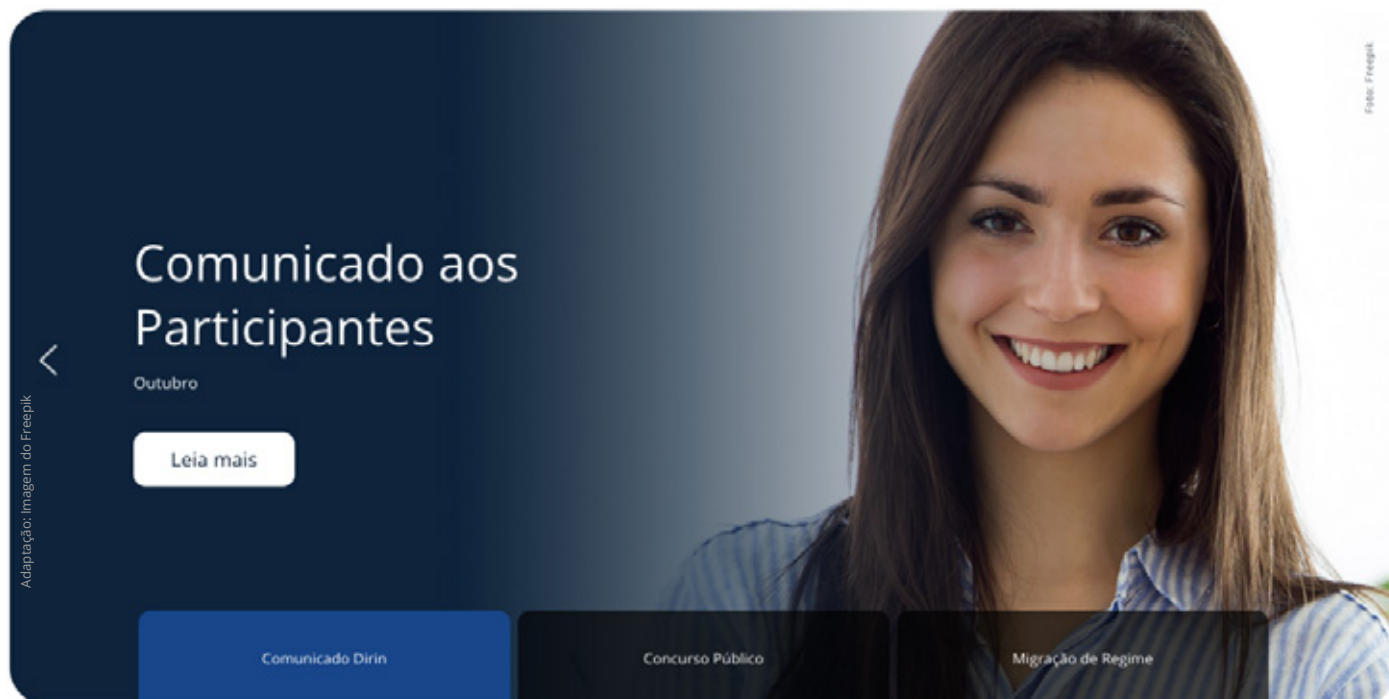 Foto: Freepik
Comunicado aos
Participantes
Outubro
Leia mais
Adaptação: Imagem do Freepik
Comunicado Dirin
Concurso Público
Migração de Regime